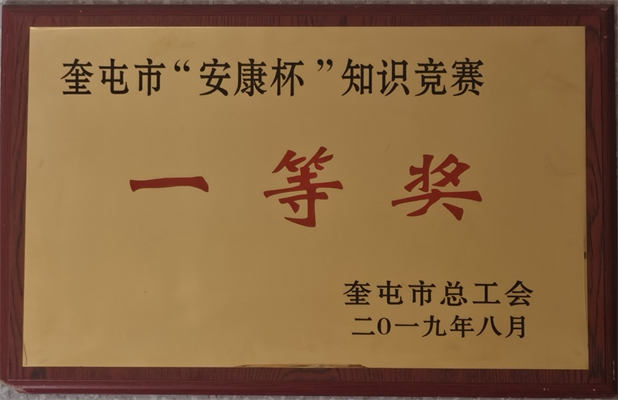 奎屯市“安康杯”知识竞赛
一等奖
奎屯市总工会
二〇一九年八月